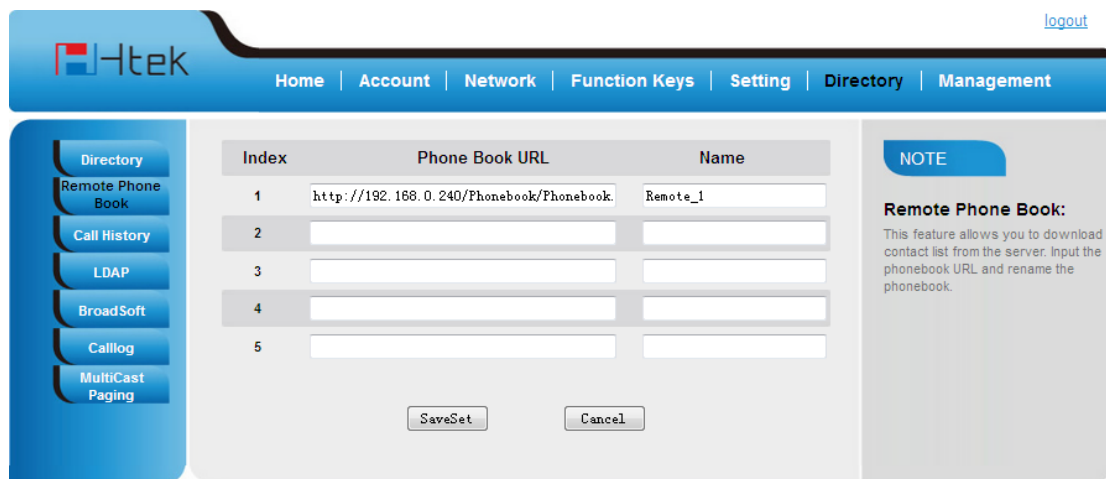 logout
Htek
Home Account Network Function Keys Setting Directory Management
Directory
Remote Phone
Book
Call History
LDAP
BroadSoft
Calllog
MultiCast
Paging
Index Phone Book URL Name
1 http://192.168.0.240/Phonebook/Phonebook. Remote_1
2
3
4
5
SaveSet Cancel
NOTE
Remote Phone Book:
This feature allows you to download
contact list from the server. Input the
phonebook URL and rename the
phonebook.